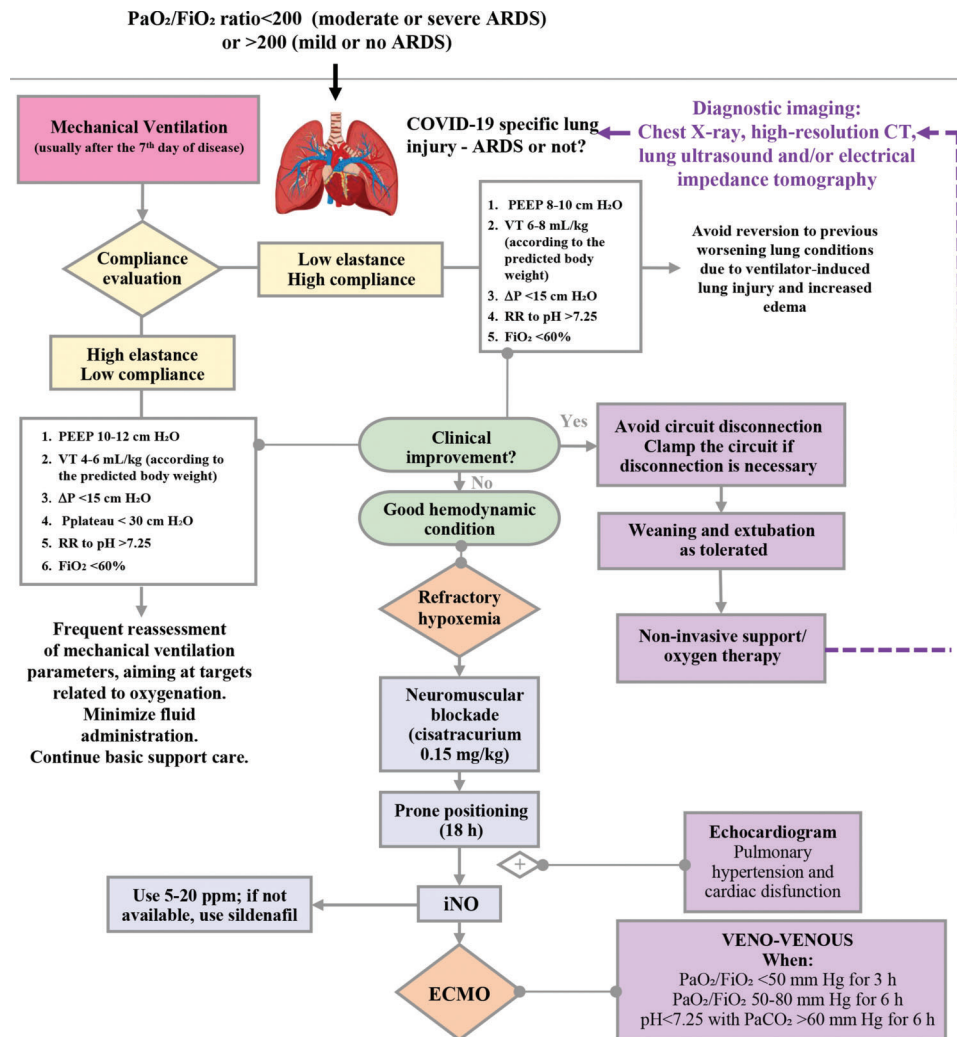 PaO₂/FiO₂ ratio<200 (moderate or severe ARDS)
or >200 (mild or no ARDS)
Mechanical Ventilation
(usually after the 7th day of disease)
COVID-19 specific lung
injury - ARDS or not?
Diagnostic imaging:
Chest X-ray, high-resolution CT,
lung ultrasound and/or electrical
impedance tomography
Compliance
evaluation
Low elastance
High compliance
1. PEEP 8-10 cm H₂O
2. VT 6-8 mL/kg
(according to the
predicted body
weight)
3. ΔP <15 cm H₂O
4. RR to pH >7.25
5. FiO₂ <60%
Avoid reversion to previous
worsening lung conditions
due to ventilator-induced
lung injury and increased
edema
High elastance
Low compliance
1. PEEP 10-12 cm H₂O
2. VT 4-6 mL/kg (according to
the predicted body weight)
3. ΔP <15 cm H₂O
4. Pplateau < 30 cm H₂O
5. RR to pH >7.25
6. FiO₂ <60%
Frequent reassessment
of mechanical ventilation
parameters, aiming at targets
related to oxygenation.
Minimize fluid
administration.
Continue basic support care.
Clinical
improvement?
Yes
No
Avoid circuit disconnection
Clamp the circuit if
disconnection is necessary
Weaning and extubation
as tolerated
Non-invasive support/
oxygen therapy
Good hemodynamic
condition
Refractory
hypoxemia
Neuromuscular
blockade
(cisatracurium
0.15 mg/kg)
Prone positioning
(18 h)
+
Echocardiogram
Pulmonary
hypertension and
cardiac disfunction
iNO
Use 5-20 ppm; if not
available, use sildenafil
ECMO
VENO-VENOUS
When:
PaO₂/FiO₂ <50 mm Hg for 3 h
PaO₂/FiO₂ 50-80 mm Hg for 6 h
pH<7.25 with PaCO₂ >60 mm Hg for 6 h